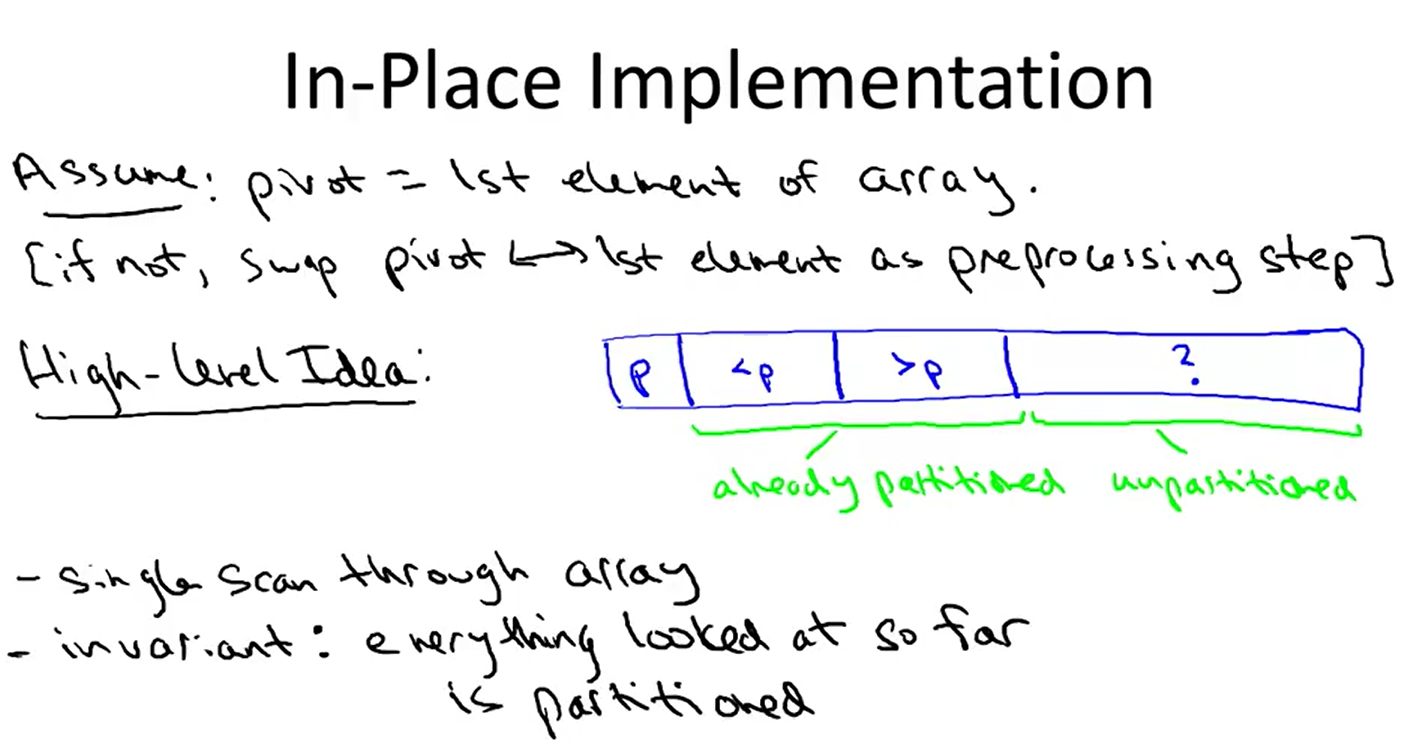 In-Place Implementation
Assume: pivot = 1st element of array.
[if not, swap pivot ↔ 1st element as preprocessing step]
High-level Idea:
p <p >p ?
already partitioned unpartitioned
- single scan through array
- invariant : everything looked at so far
is partitioned